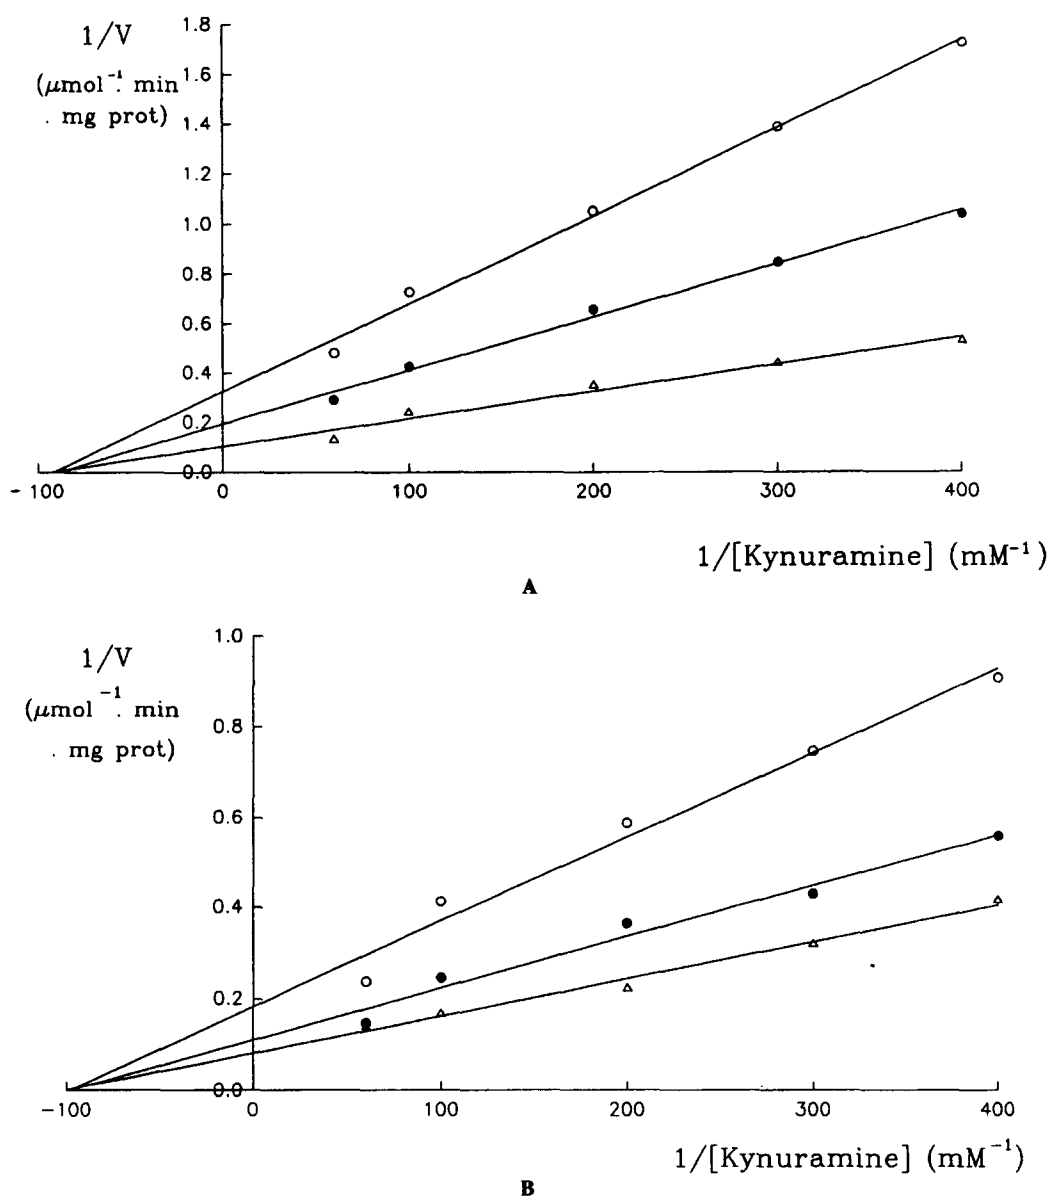 1/V
(μmol⁻¹. min
. mg prot)
1.8
1.6
1.4
1.2
1.0
0.8
0.6
0.4
0.2
0.0
-100 0 100 200 300 400
1/[Kynuramine] (mM⁻¹)
A
1/V
(μmol⁻¹. min
. mg prot)
1.0
0.8
0.6
0.4
0.2
0.0
-100 0 100 200 300 400
1/[Kynuramine] (mM⁻¹)
B